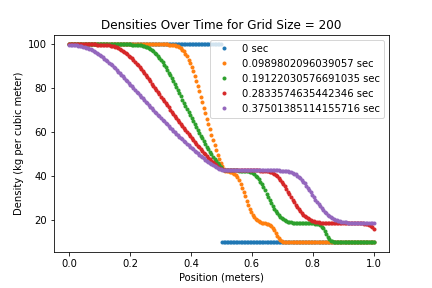 Densities Over Time for Grid Size = 200
Density (kg per cubic meter)
100
80
60
40
20
0 sec
0.0989802096039057 sec
0.19122030576691035 sec
0.2833574635442346 sec
0.37501385114155716 sec
0.0 0.2 0.4 0.6 0.8 1.0
Position (meters)